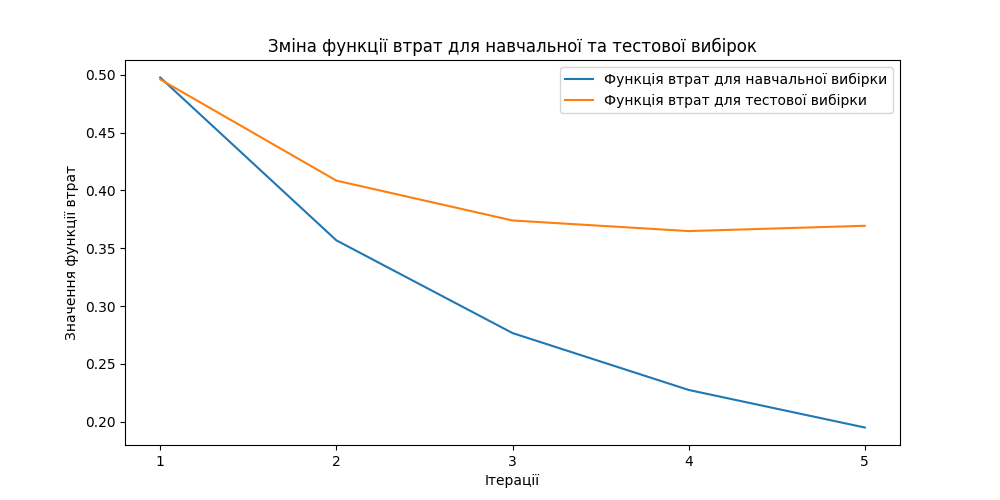 Зміна функції втрат для навчальної та тестової вибірок
Функція втрат для навчальної вибірки
Функція втрат для тестової вибірки
Значення функції втрат
0.50
0.45
0.40
0.35
0.30
0.25
0.20
1 2 3 4 5
Ітерації